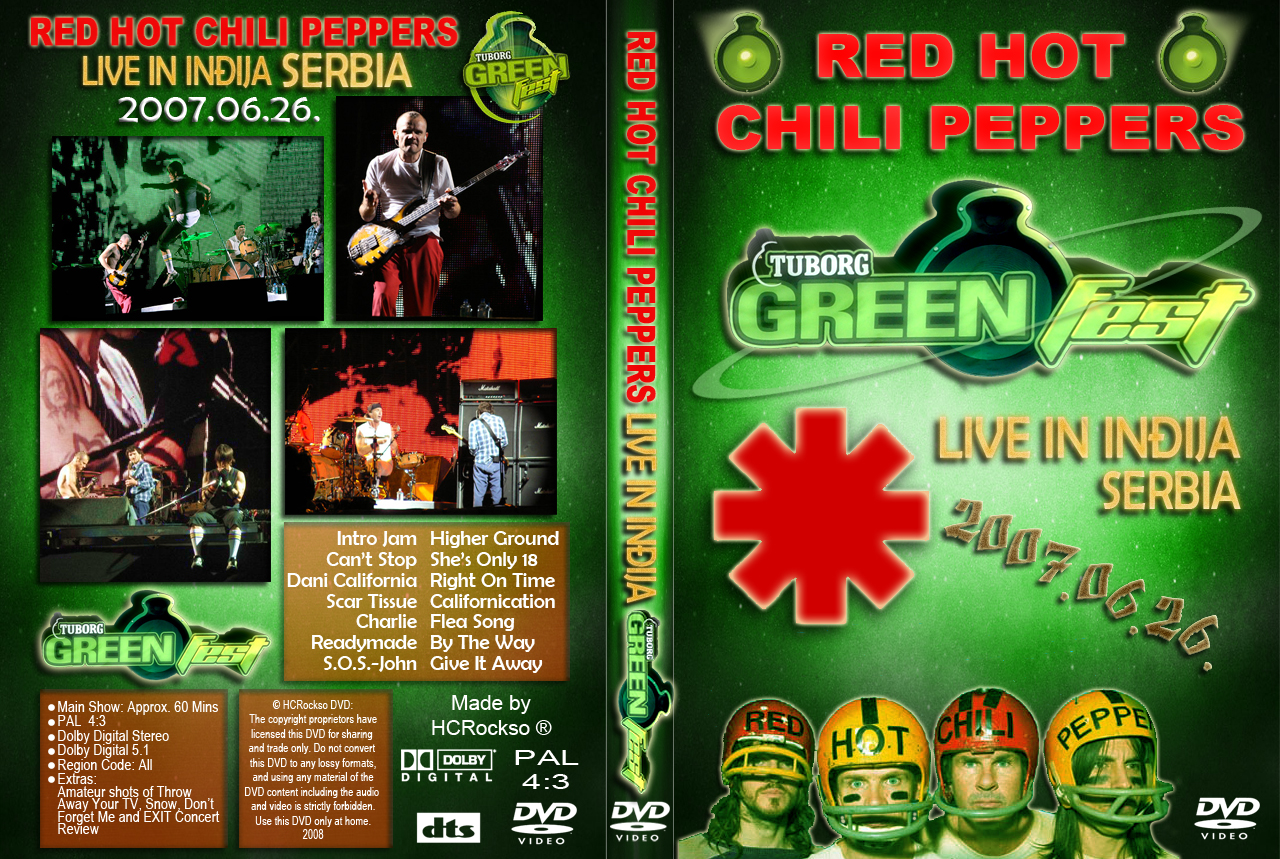 RED HOT CHILI PEPPERS
LIVE IN INĐIJA SERBIA
2007.06.26.
TUBORG
GREEN
Fest
Marshall
Marshall
Intro Jam
Can't Stop
Dani California
Scar Tissue
Charlie
Readymade
S.O.S.-John
Higher Ground
She's Only 18
Right On Time
Californication
Flea Song
By The Way
Give It Away
TUBORG
GREEN Fest
Main Show: Approx. 60 Mins
PAL 4:3
Dolby Digital Stereo
Dolby Digital 5.1
Region Code: All
Extras:
Amateur shots of Throw
Away Your TV, Snow, Don't
Forget Me and EXIT Concert
Review
© HCRockso DVD:
The copyright proprietors have
licensed this DVD for sharing
and trade only. Do not convert
this DVD to any lossy formats,
and using any material of the
DVD content including the audio
and video is strictly forbidden.
Use this DVD only at home.
2008
Made by
HCRockso ®
DOLBY
DIGITAL
PAL
4:3
dts
DVD
VIDEO
RED HOT CHILI PEPPERS LIVE IN INĐIJA
TUBORG
GREEN Fest
DVD
VIDEO
RED HOT
CHILI PEPPERS
TUBORG
GREEN Fest
LIVE IN INĐIJA
SERBIA
2007.06.26.
RED
HOT
CHILI
PEPPE
DVD
VIDEO